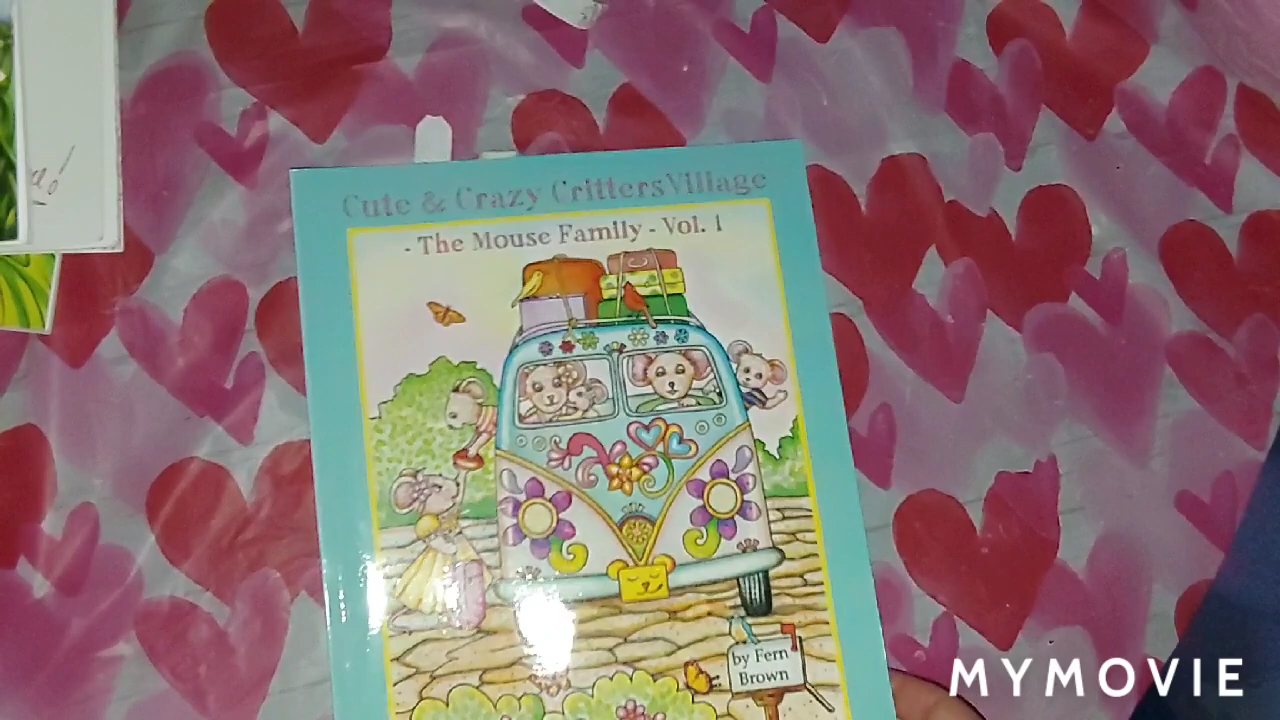 Cute & Crazy Critters Village
- The Mouse Family - Vol. 1
by Fern
Brown
MYMOVIE